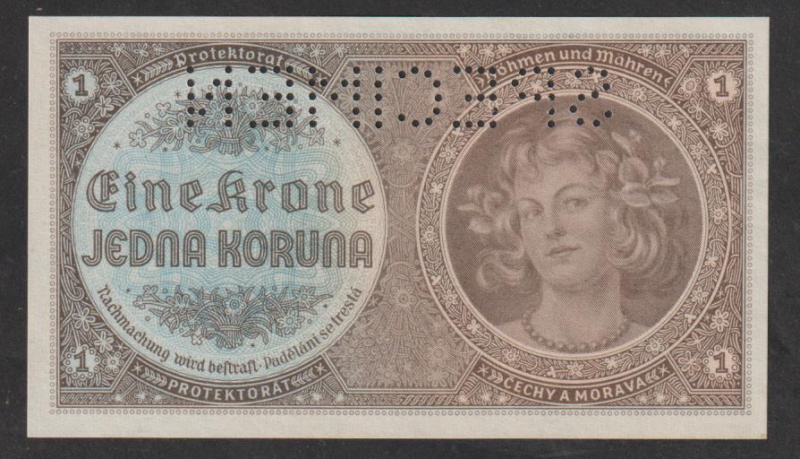 Protektorat
Böhmen und Mähren
1
1
SPECIMEN
Eine Krone
JEDNA KORUNA
Nachmachung wird bestraft · Padělání se trestá
1
1
PROTEKTORÁT
ČECHY A MORAVA